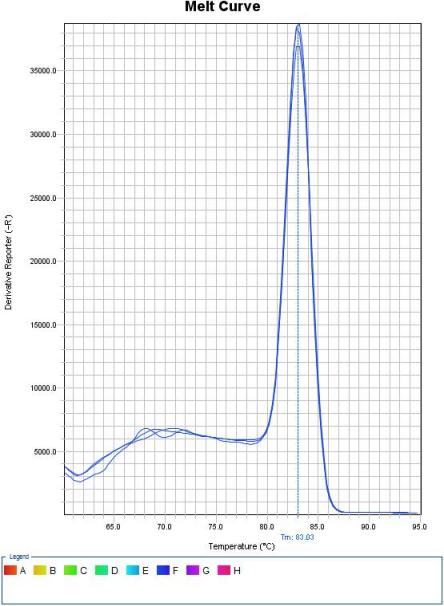 Melt Curve
35000.0
30000.0
25000.0
20000.0
15000.0
10000.0
5000.0
Derivative Reporter (-R')
65.0 70.0 75.0 80.0 85.0 90.0 95.0
Tm: 83.03
Temperature (°C)
Legend
A B C D E F G H